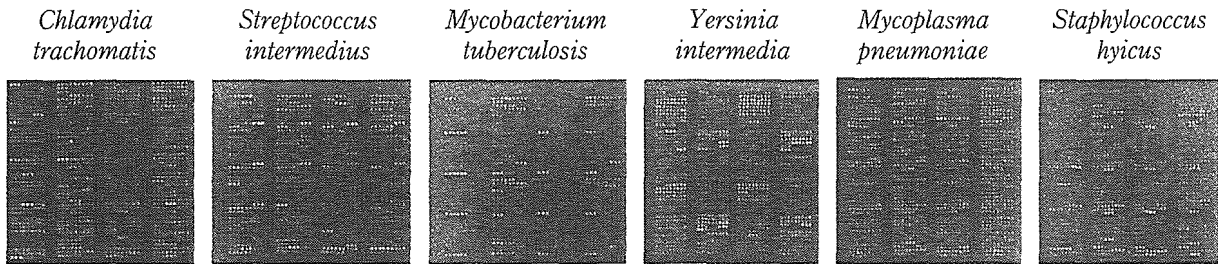 Chlamydia trachomatis
Streptococcus intermedius
Mycobacterium tuberculosis
Yersinia intermedia
Mycoplasma pneumoniae
Staphylococcus hyicus